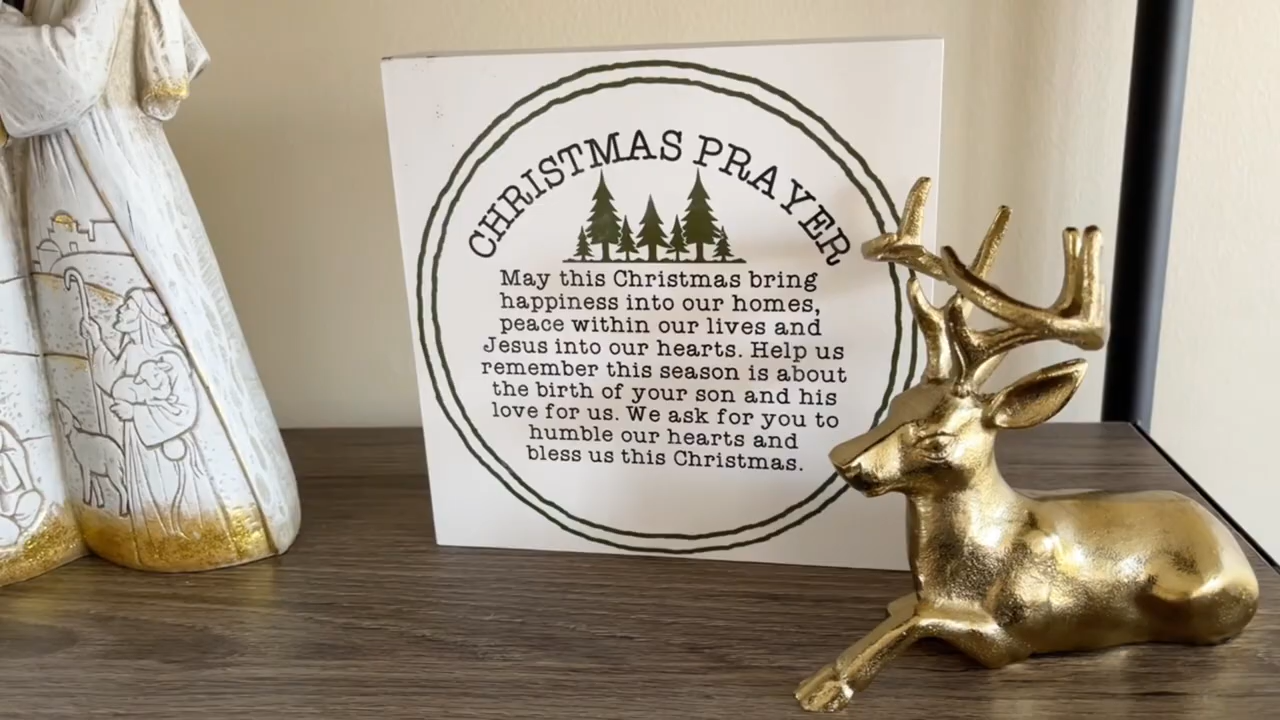 CHRISTMAS PRAYER
May this Christmas bring
happiness into our homes,
peace within our lives and
Jesus into our hearts. Help us
remember this season is about
the birth of your son and his
love for us. We ask for you to
humble our hearts and
bless us this Christmas.